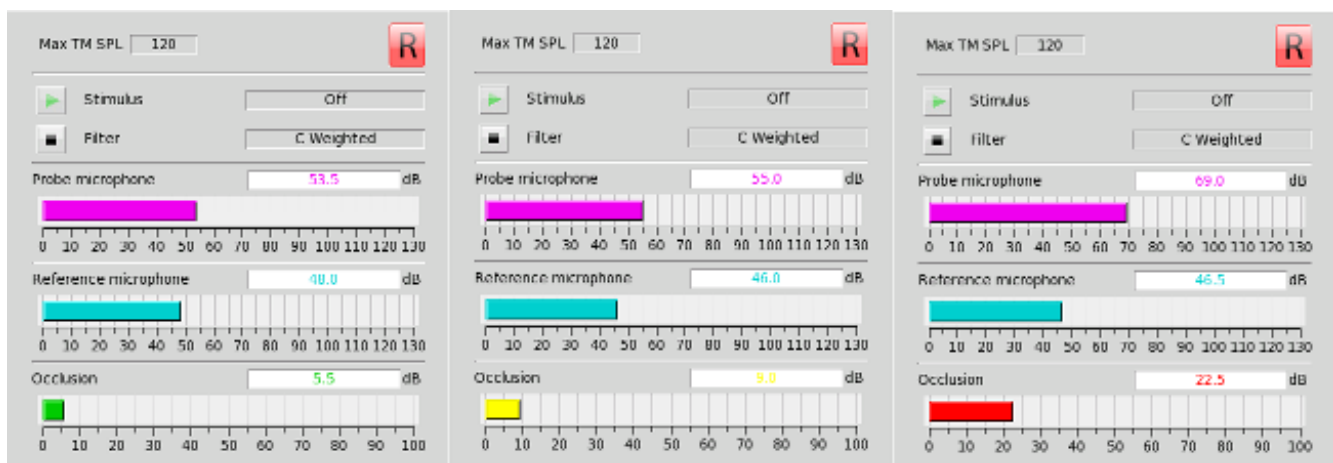 Max TM SPL 120 R
Stimulus Off
Filter C Weighted
Probe microphone 53.5 dB
0 10 20 30 40 50 60 70 80 90 100 110 120 130
Reference microphone 48.0 dB
0 10 20 30 40 50 60 70 80 90 100 110 120 130
Occlusion 5.5 dB
0 10 20 30 40 50 60 70 80 90 100
Max TM SPL 120 R
Stimulus Off
Filter C Weighted
Probe microphone 55.0 dB
0 10 20 30 40 50 60 70 80 90 100 110 120 130
Reference microphone 46.0 dB
0 10 20 30 40 50 60 70 80 90 100 110 120 130
Occlusion 9.0 dB
0 10 20 30 40 50 60 70 80 90 100
Max TM SPL 120 R
Stimulus Off
Filter C Weighted
Probe microphone 69.0 dB
0 10 20 30 40 50 60 70 80 90 100 110 120 130
Reference microphone 46.5 dB
0 10 20 30 40 50 60 70 80 90 100 110 120 130
Occlusion 22.5 dB
0 10 20 30 40 50 60 70 80 90 100